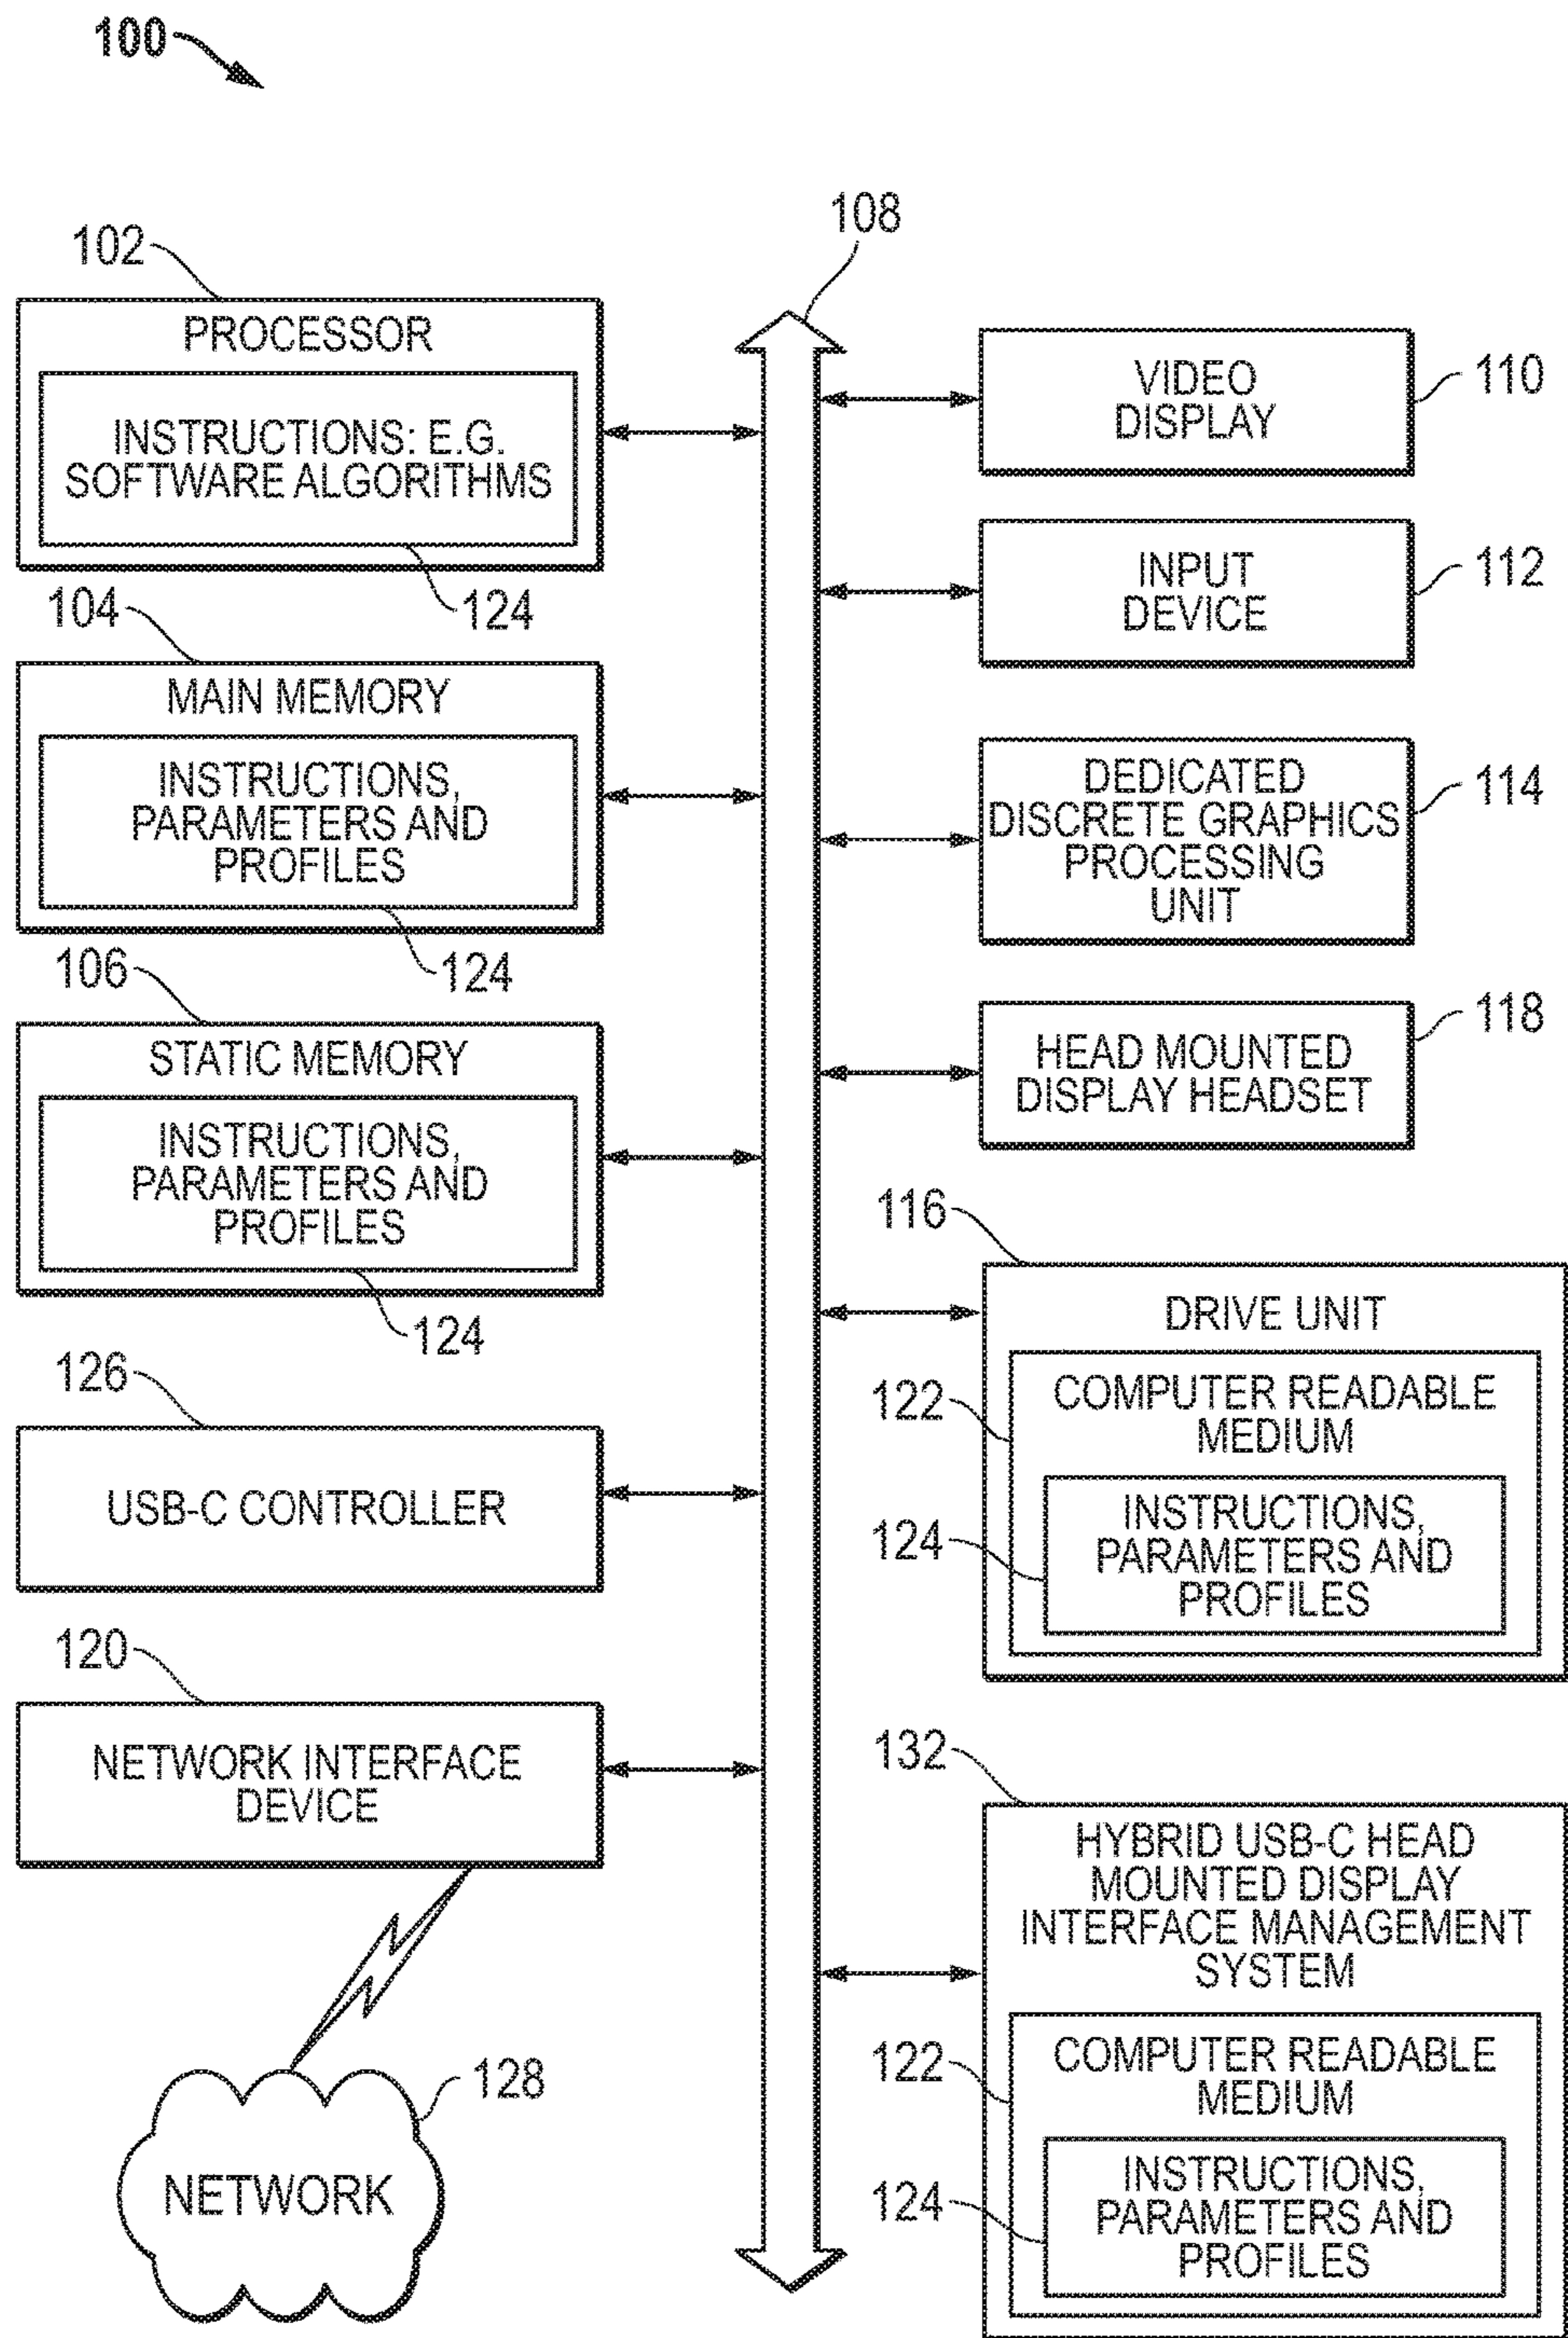 100
108
102
PROCESSOR
INSTRUCTIONS: E.G.
SOFTWARE ALGORITHMS
124
104
MAIN MEMORY
INSTRUCTIONS,
PARAMETERS AND
PROFILES
124
106
STATIC MEMORY
INSTRUCTIONS,
PARAMETERS AND
PROFILES
124
126
USB-C CONTROLLER
120
NETWORK INTERFACE
DEVICE
128
NETWORK
VIDEO
DISPLAY
110
INPUT
DEVICE
112
DEDICATED
DISCRETE GRAPHICS
PROCESSING
UNIT
114
HEAD MOUNTED
DISPLAY HEADSET
118
116
DRIVE UNIT
122
COMPUTER READABLE
MEDIUM
124
INSTRUCTIONS,
PARAMETERS AND
PROFILES
132
HYBRID USB-C HEAD
MOUNTED DISPLAY
INTERFACE MANAGEMENT
SYSTEM
122
COMPUTER READABLE
MEDIUM
124
INSTRUCTIONS,
PARAMETERS AND
PROFILES